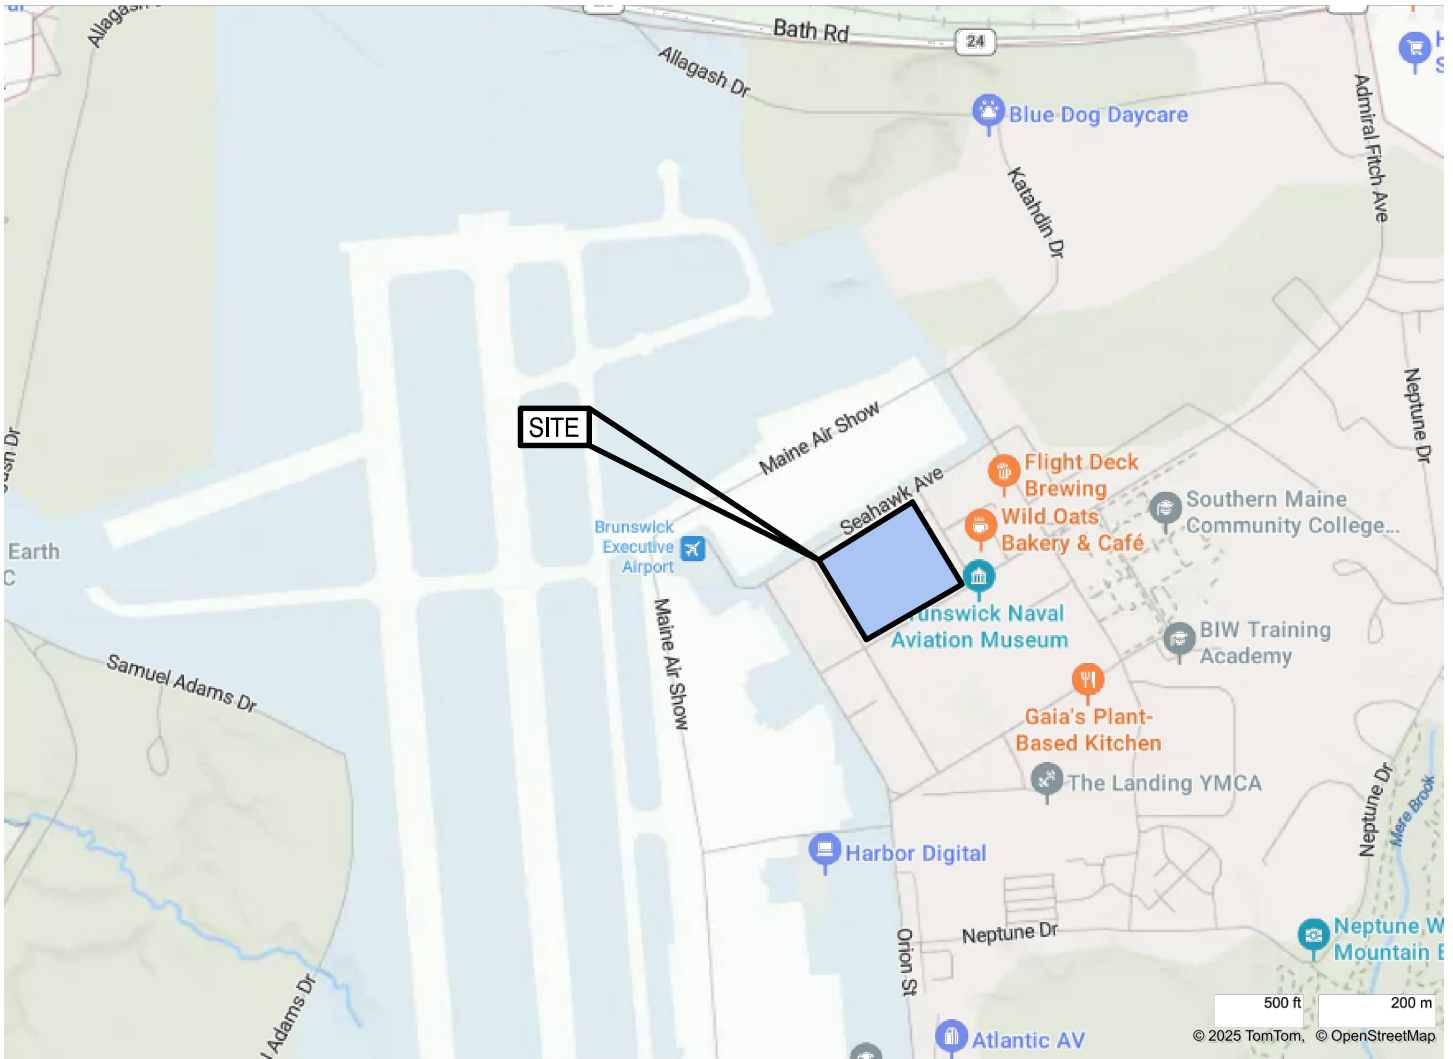 Bath Rd
24
Allagash Dr
Allagash
Blue Dog Daycare
Admiral Fitch Ave
Katahdin Dr
Neptune Dr
SITE
Maine Air Show
Seahawk Ave
Flight Deck
Brewing
Wild Oats
Bakery & Café
Southern Maine
Community College...
Brunswick
Executive
Airport
Earth
C
Maine Air Show
unswick Naval
Aviation Museum
BIW Training
Academy
Samuel Adams Dr
Gaia's Plant-
Based Kitchen
The Landing YMCA
Neptune Dr
Mere Brook
Harbor Digital
Orion St
Neptune Dr
Neptune W
Mountain B
Adams Dr
500 ft
200 m
Atlantic AV
© 2025 TomTom, © OpenStreetMap